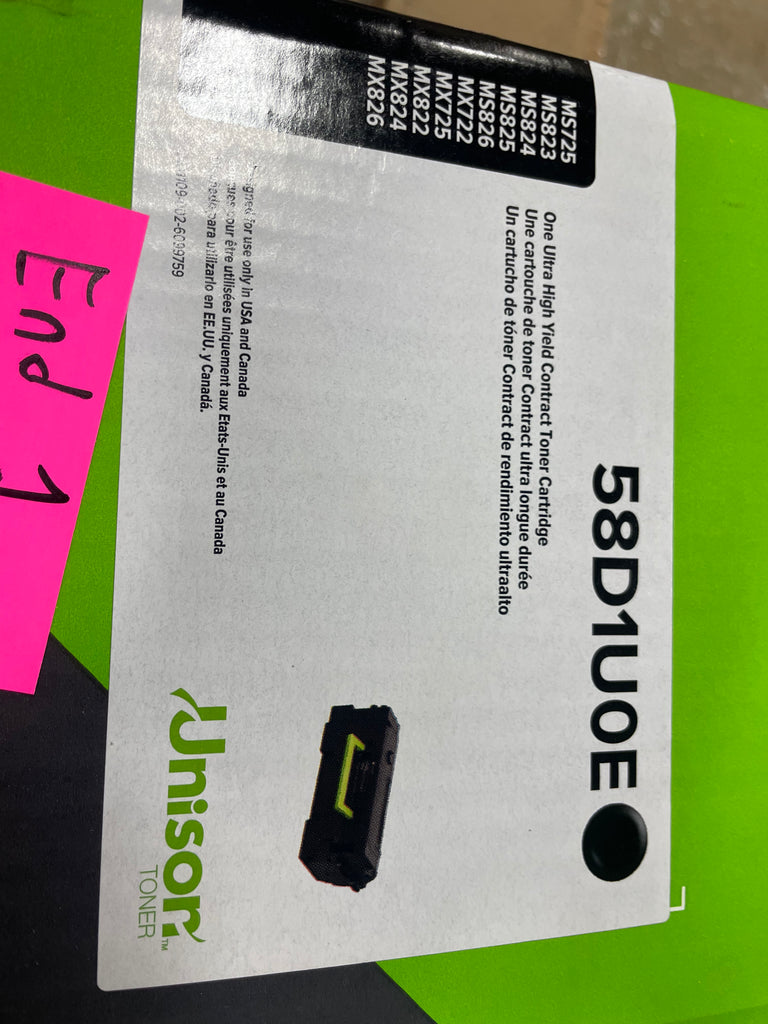 58D1U0E
One Ultra High Yield Contract Toner Cartridge
Une cartouche de toner Contract ultra longue durée
Un cartucho de tóner Contract de rendimiento ultraalto
MS725
MS823
MS824
MS825
MS826
MX722
MX725
MX822
MX824
MX826
for use only in USA and Canada
pour être utilisées uniquement aux Etats-Unis et au Canada
para utilizarlo en EE.UU. y Canadá.
02-6099759
Unison™
TONER
End 1